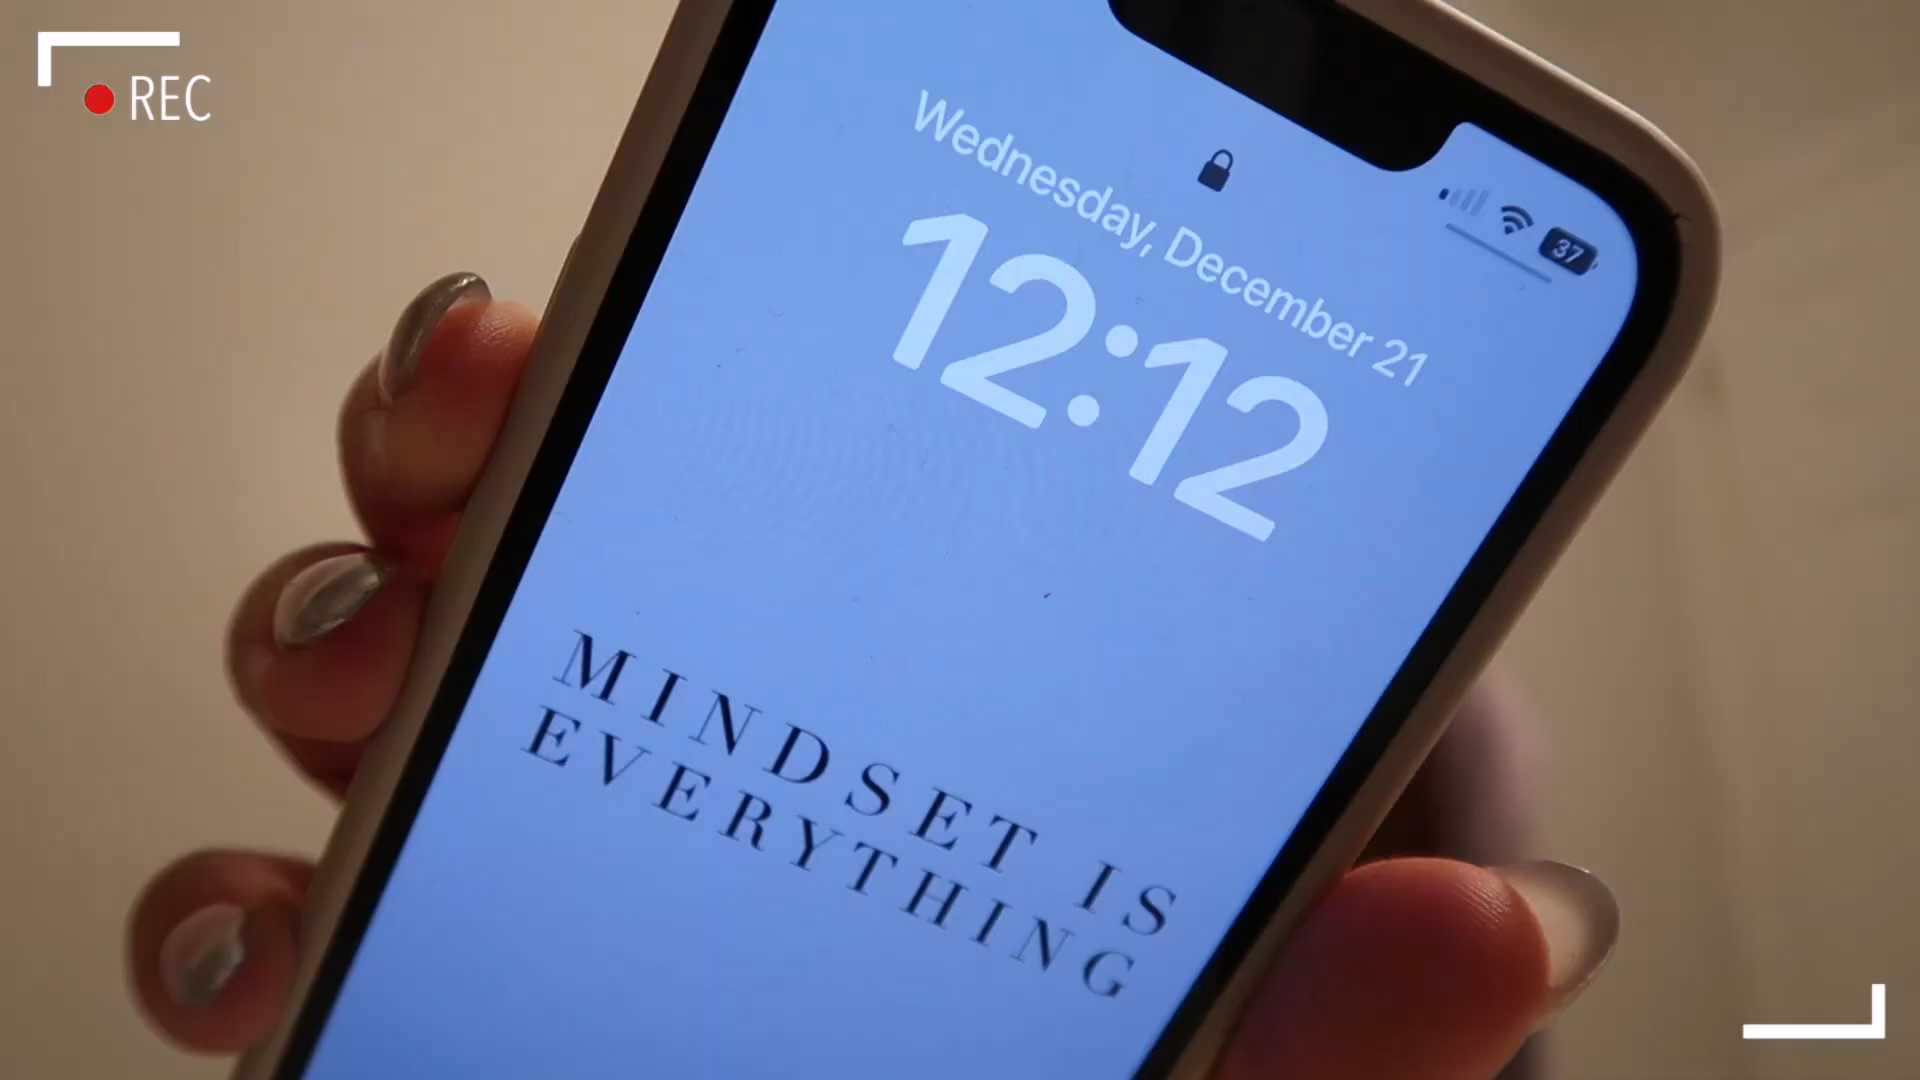 REC
37
Wednesday, December 21
12:12
MINDSET IS
EVERYTHING